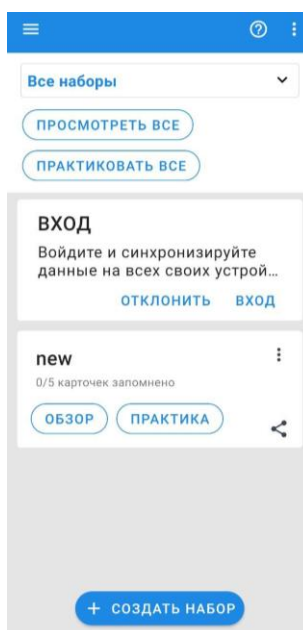 Все наборы
ПРОСМОТРЕТЬ ВСЕ
ПРАКТИКОВАТЬ ВСЕ
ВХОД
Войдите и синхронизируйте
данные на всех своих устрой...
ОТКЛОНИТЬ ВХОД
new
0/5 карточек запомнено
ОБЗОР ПРАКТИКА
+ СОЗДАТЬ НАБОР